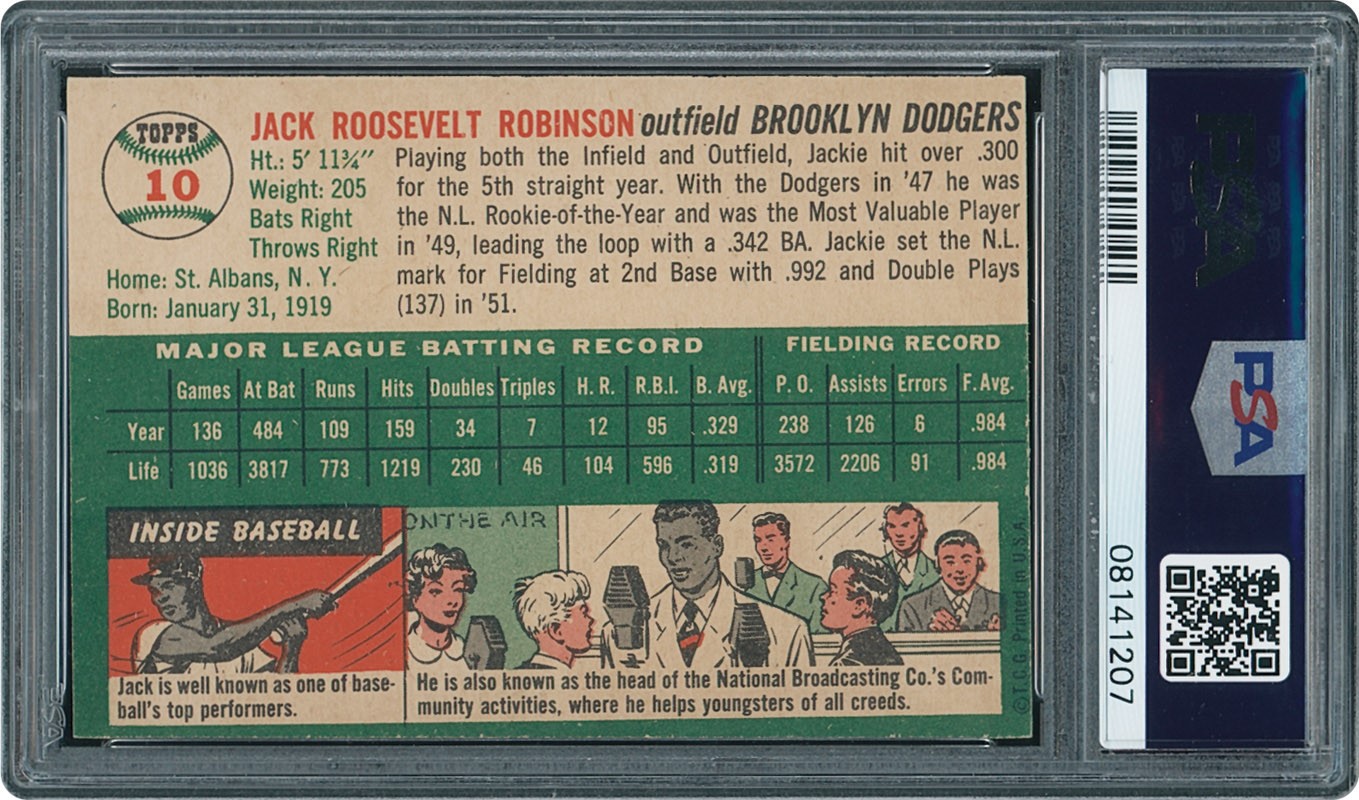 TOPPS
10
JACK ROOSEVELT ROBINSON outfield BROOKLYN DODGERS
Ht.: 5' 11¾"
Weight: 205
Bats Right
Throws Right
Home: St. Albans, N. Y.
Born: January 31, 1919
Playing both the Infield and Outfield, Jackie hit over .300
for the 5th straight year. With the Dodgers in '47 he was
the N.L. Rookie-of-the-Year and was the Most Valuable Player
in '49, leading the loop with a .342 BA. Jackie set the N.L.
mark for Fielding at 2nd Base with .992 and Double Plays
(137) in '51.
MAJOR LEAGUE BATTING RECORD FIELDING RECORD
Games At Bat Runs Hits Doubles Triples H. R. R.B.I. B. Avg. P. O. Assists Errors F. Avg.
Year 136 484 109 159 34 7 12 95 .329 238 126 6 .984
Life 1036 3817 773 1219 230 46 104 596 .319 3572 2206 91 .984
INSIDE BASEBALL
ON THE AIR
Jack is well known as one of base-
ball's top performers.
He is also known as the head of the National Broadcasting Co.'s Com-
munity activities, where he helps youngsters of all creeds.
©T.C.G. Printed in U.S.A.
PSA
PSA
08141207
PSA